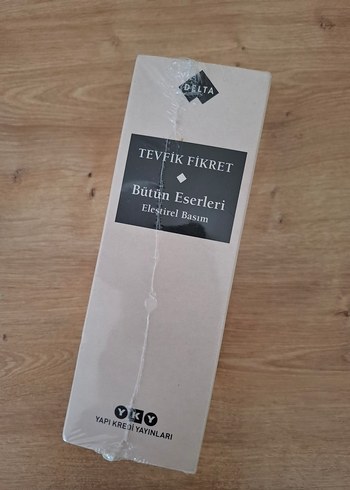 DELTA
TEVFİK FİKRET
Bütün Eserleri
Eleştirel Basım
YKY
YAPI KREDİ YAYINLARI